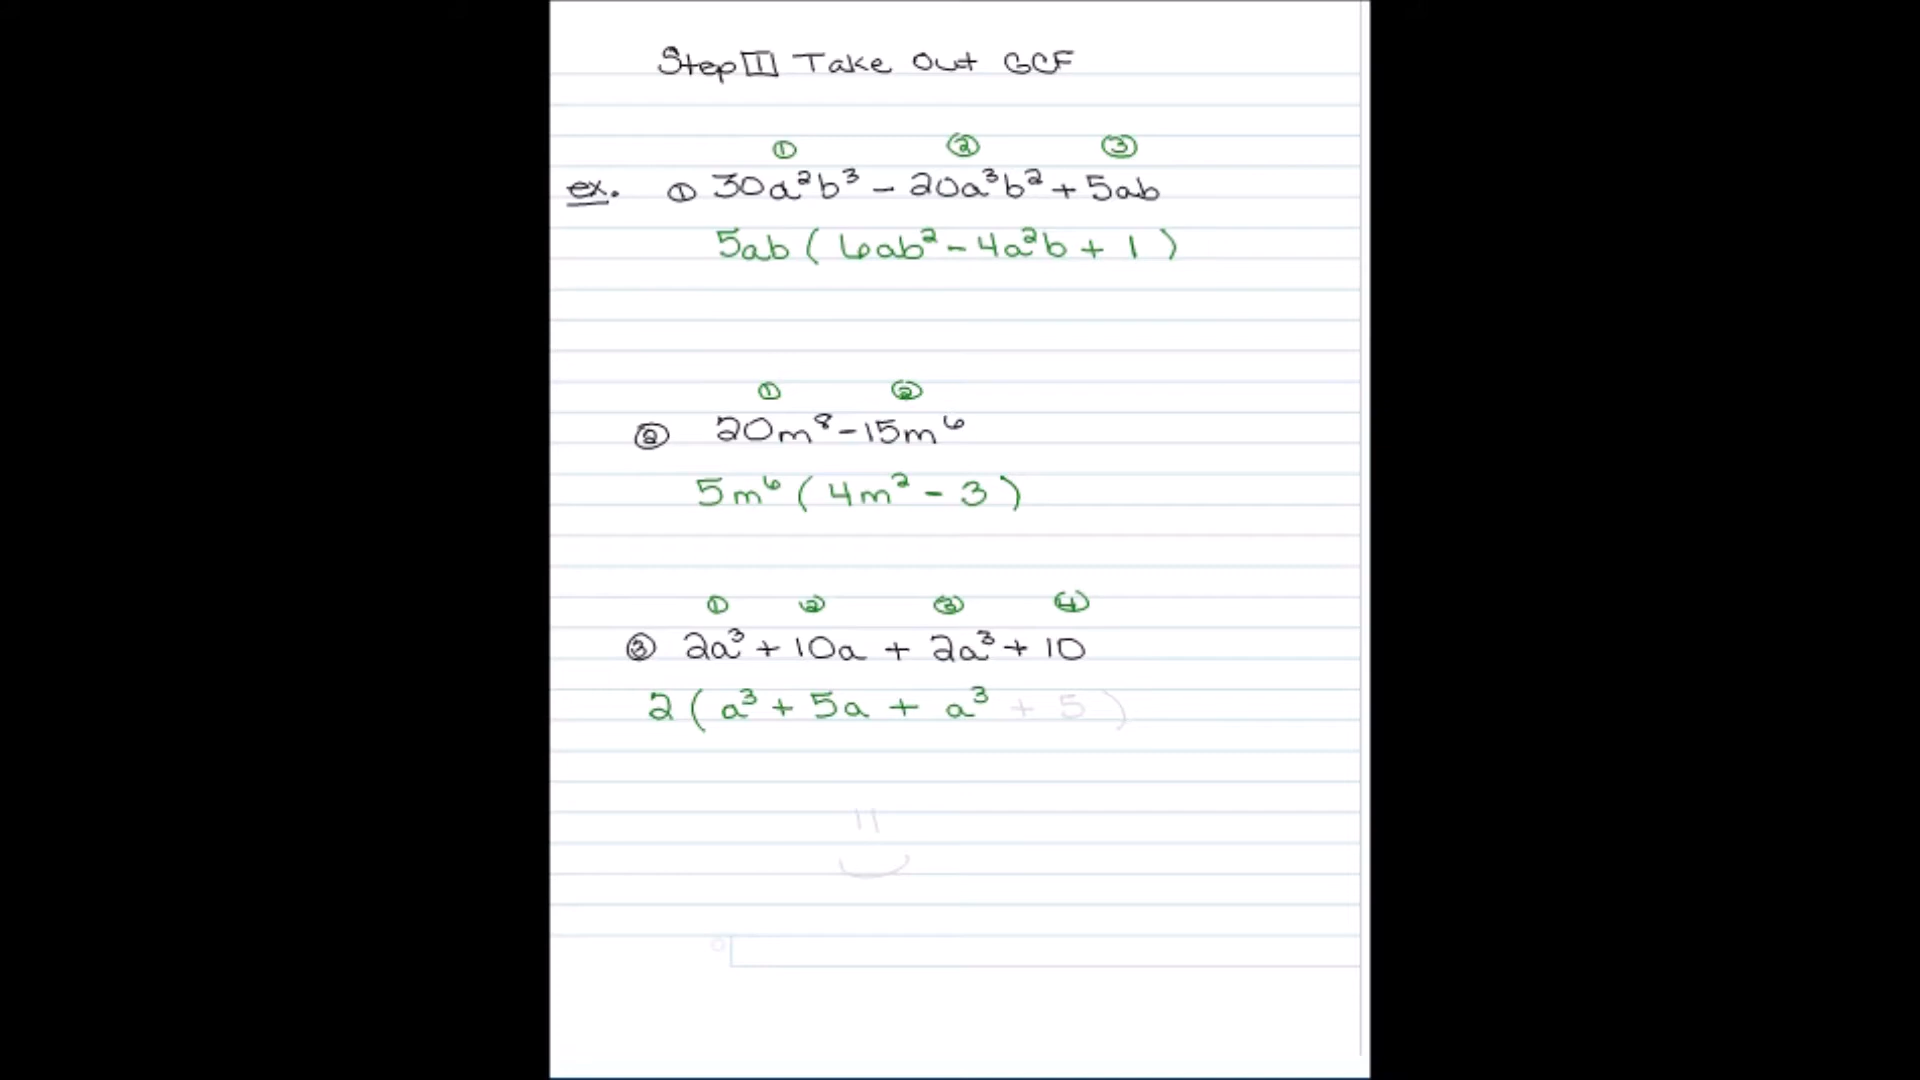 Step 1 Take Out GCF
① ② ③
ex. ① 30a²b³ - 20a³b² + 5ab
5ab ( 6ab² - 4a²b + 1 )
① ②
② 20m⁸ - 15m⁶
5m⁶ ( 4m² - 3 )
① ② ③ ④
③ 2a³ + 10a + 2a³ + 10
2 ( a³ + 5a + a³ + 5 )